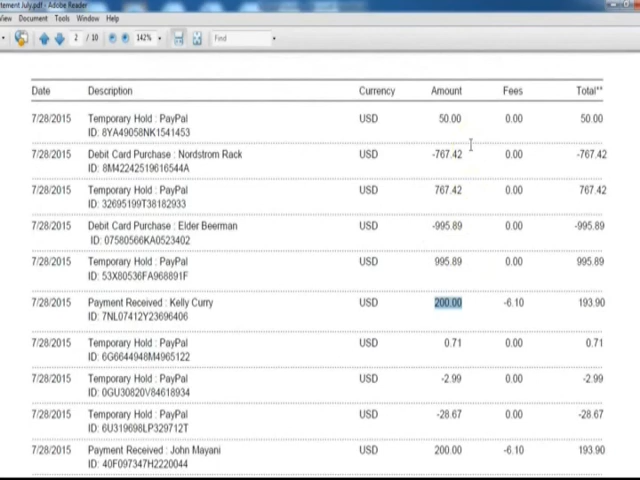 tement July.pdf - Adobe Reader
View Document Tools Window Help
2 / 10 142% Find
Date Description Currency Amount Fees Total**
7/28/2015 Temporary Hold : PayPal USD 50.00 0.00 50.00
ID: 8YA49058NK1541453
7/28/2015 Debit Card Purchase : Nordstrom Rack USD -767.42 0.00 -767.42
ID: 8M42242519616544A
7/28/2015 Temporary Hold : PayPal USD 767.42 0.00 767.42
ID: 32695199T38182933
7/28/2015 Debit Card Purchase : Elder Beerman USD -995.89 0.00 -995.89
ID: 07580566KA0523402
7/28/2015 Temporary Hold : PayPal USD 995.89 0.00 995.89
ID: 53X80536FA968891F
7/28/2015 Payment Received : Kelly Curry USD 200.00 -6.10 193.90
ID: 7NL07412Y23696406
7/28/2015 Temporary Hold : PayPal USD 0.71 0.00 0.71
ID: 6G6644948M4965122
7/28/2015 Temporary Hold : PayPal USD -2.99 0.00 -2.99
ID: 0GU30820V84618934
7/28/2015 Temporary Hold : PayPal USD -28.67 0.00 -28.67
ID: 6U319698LP329712T
7/28/2015 Payment Received : John Mayani USD 200.00 -6.10 193.90
ID: 40F097347H2220044